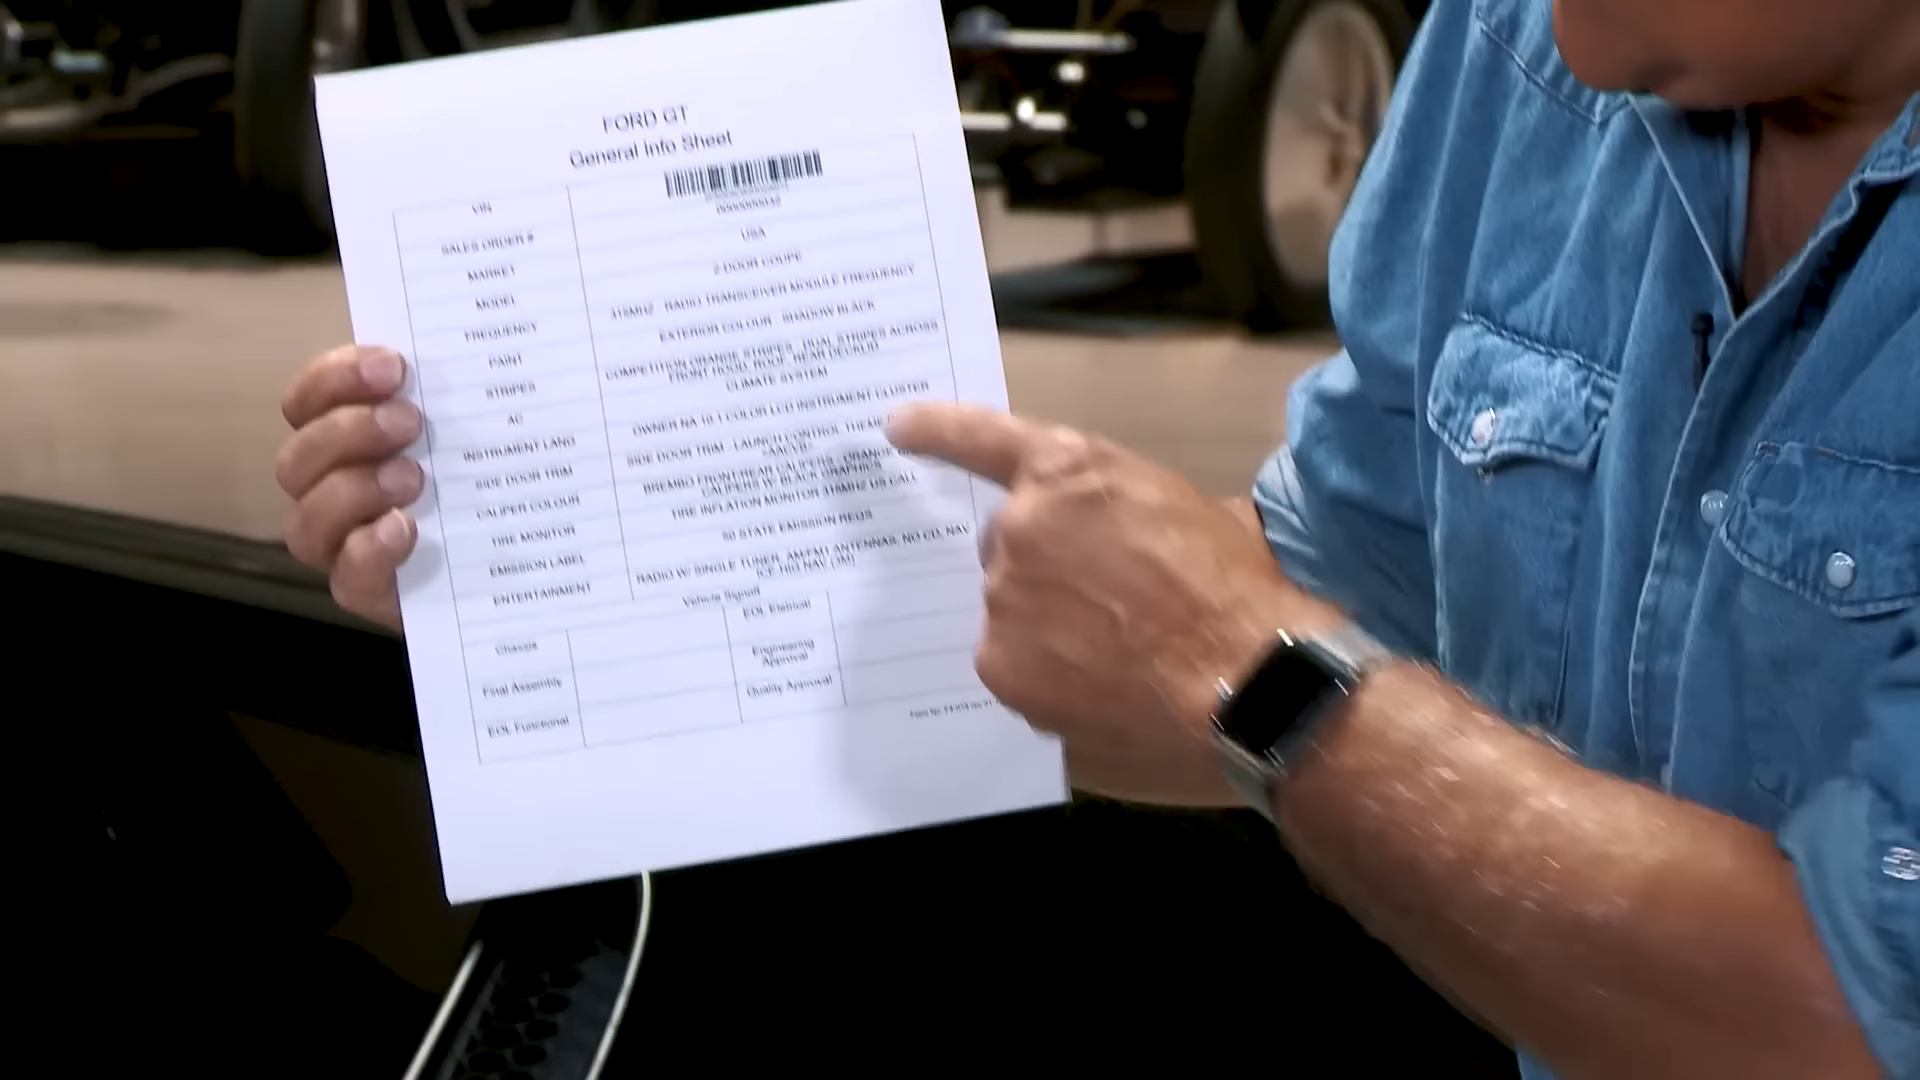 FORD GT
General Info Sheet
VIN
SALES ORDER #
MARKET USA
MODEL 2 DOOR COUPE
FREQUENCY 315MHZ - RADIO TRANSCEIVER MODULE FREQUENCY
PAINT EXTERIOR COLOUR - SHADOW BLACK
STRIPES COMPETITION ORANGE STRIPES - DUAL STRIPES ACROSS
FRONT HOOD, ROOF, REAR DECKLID
AC CLIMATE SYSTEM
INSTRUMENT LANG OWNER NA 10.1 COLOR LCD INSTRUMENT CLUSTER
SIDE DOOR TRIM SIDE DOOR TRIM - LAUNCH CONTROL THEME
CALIPER COLOUR BREMBO FRONT/REAR CALIPERS - ORANGE
CALIPERS W/ BLACK GRAPHICS
TIRE MONITOR TIRE INFLATION MONITOR 315MHZ US CALL
EMISSION LABEL 50 STATE EMISSION REQS
ENTERTAINMENT RADIO W/ SINGLE TUNER, AM/FM1 ANTENNAS, NO CD, NAV
Vehicle Signoff
Chassis EOL Eletrical
Final Assembly Engineering
Approval
EOL Functional Quality Approval